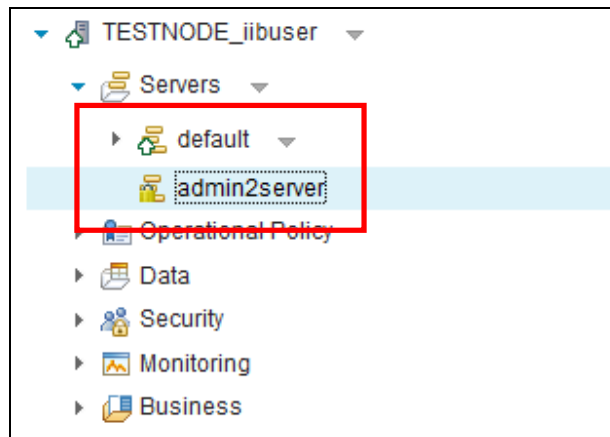 TESTNODE_iibuser
Servers
default
admin2server
Operational Policy
Data
Security
Monitoring
Business